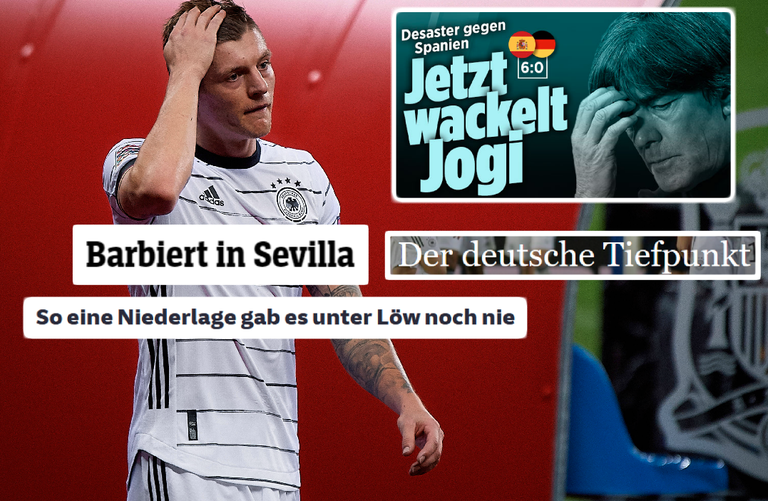 Desaster gegen
Spanien
6:0
Jetzt
wackelt
Jogi
adidas
Barbiert in Sevilla
Der deutsche Tiefpunkt
So eine Niederlage gab es unter Löw noch nie